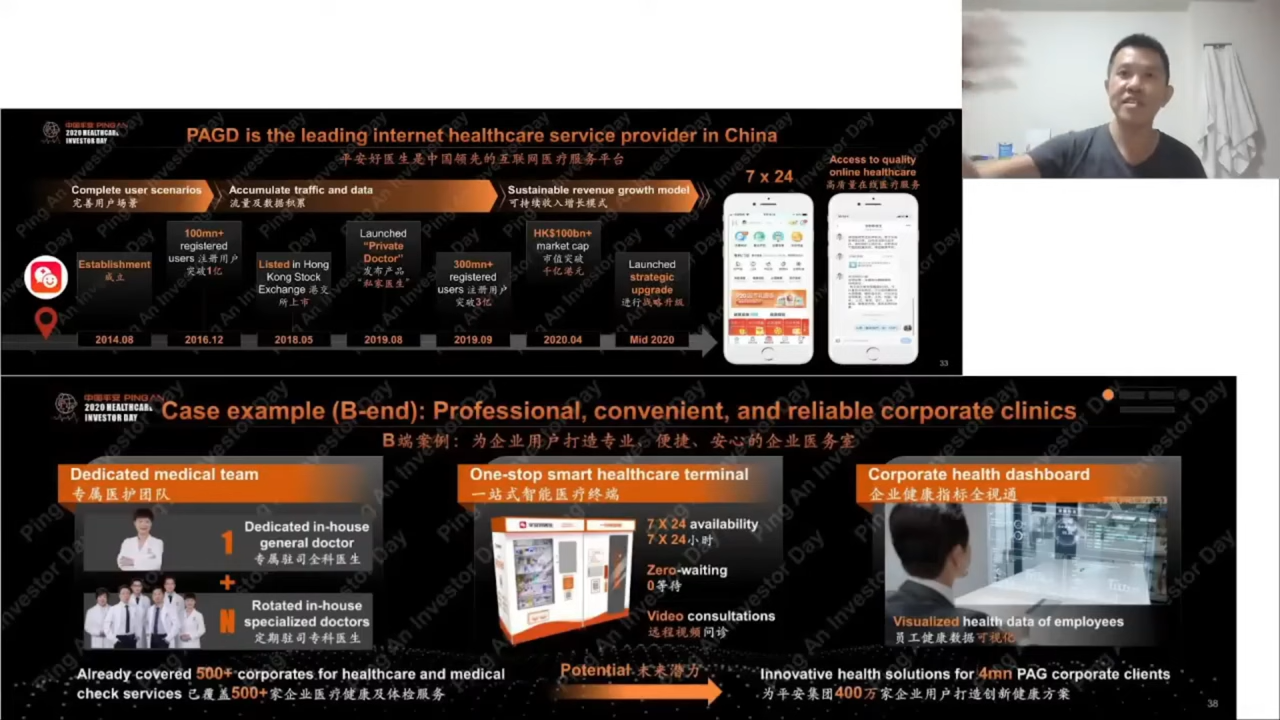 中国平安 PING AN
2020 HEALTHCARE
INVESTOR DAY
PAGD is the leading internet healthcare service provider in China
平安好医生是中国领先的互联网医疗服务平台
Complete user scenarios
完善用户场景
Accumulate traffic and data
流量及数据积累
Sustainable revenue growth model
可持续收入增长模式
7 x 24
Access to quality
online healthcare
高质量在线医疗服务
Establishment
成立
100mn+
registered
users 注册用户
突破1亿
Listed in Hong
Kong Stock
Exchange 港交
所上市
Launched
"Private
Doctor"
发布产品
私家医生
300mn+
registered
users 注册用户
突破3亿
HK$100bn+
market cap
市值突破
千亿港元
Launched
strategic
upgrade
进行战略升级
2014.08
2016.12
2018.05
2019.08
2019.09
2020.04
Mid 2020
33
中国平安 PING AN
2020 HEALTHCARE
INVESTOR DAY
Case example (B-end): Professional, convenient, and reliable corporate clinics
B端案例：为企业用户打造专业、便捷、安心的企业医务室
Dedicated medical team
专属医护团队
1
Dedicated in-house
general doctor
专属驻司全科医生
+
N
Rotated in-house
specialized doctors
定期驻司专科医生
One-stop smart healthcare terminal
一站式智能医疗终端
7 X 24 availability
7 X 24小时
Zero-waiting
0等待
Video consultations
远程视频问诊
Corporate health dashboard
企业健康指标全视通
Visualized health data of employees
员工健康数据可视化
Already covered 500+ corporates for healthcare and medical
check services 已覆盖500+家企业医疗健康及体检服务
Potential 未来潜力
Innovative health solutions for 4mn PAG corporate clients
为平安集团400万家企业用户打造创新健康方案
38
Ping An Investor Day